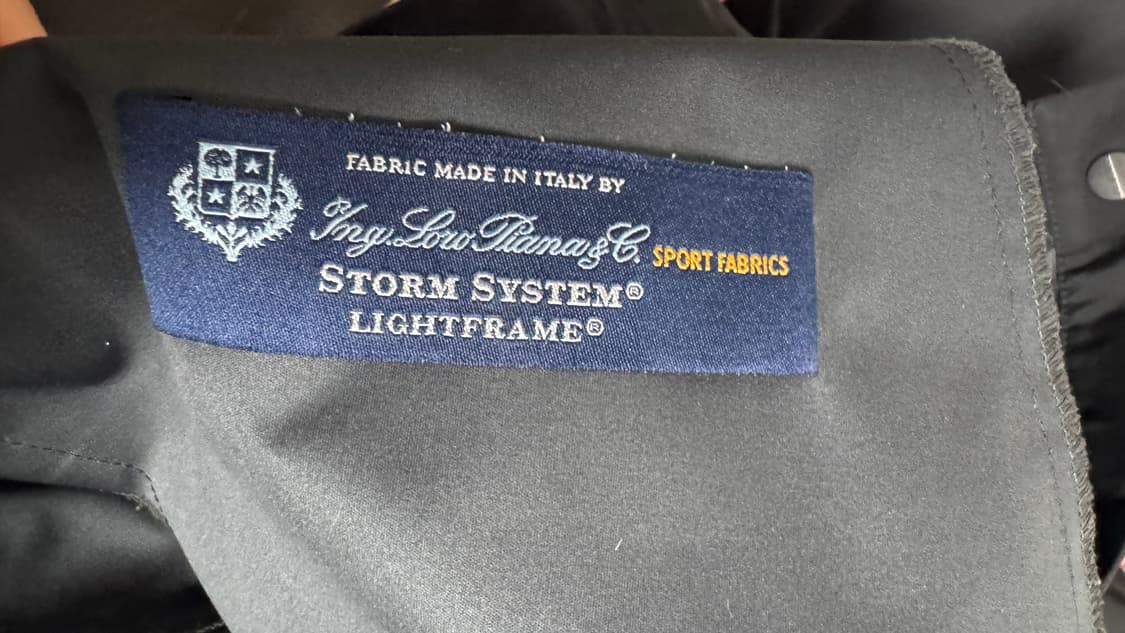 FABRIC MADE IN ITALY BY
Ing. Loro Piana & C. SPORT FABRICS
STORM SYSTEM®
LIGHTFRAME®